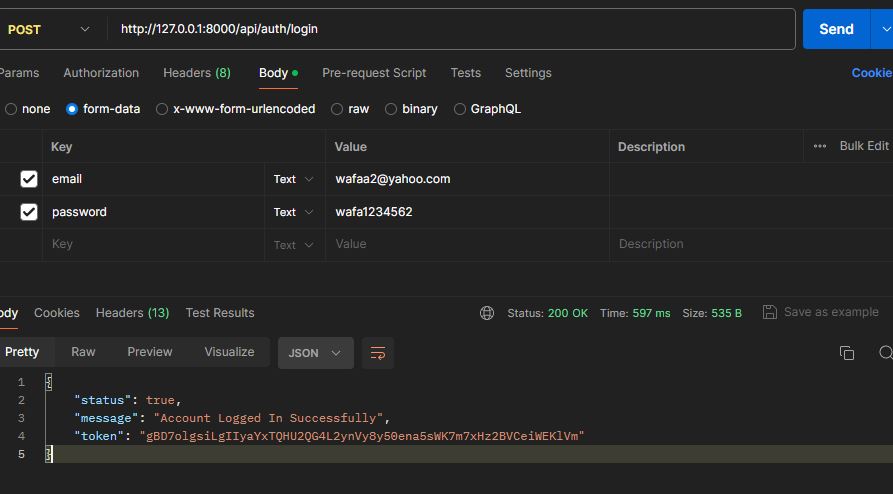 POST http://127.0.0.1:8000/api/auth/login Send
Params Authorization Headers (8) Body Pre-request Script Tests Settings Cookie
none form-data x-www-form-urlencoded raw binary GraphQL
Key Value Description ••• Bulk Edit
email Text wafaa2@yahoo.com
password Text wafa1234562
Key Text Value Description
ody Cookies Headers (13) Test Results Status: 200 OK Time: 597 ms Size: 535 B Save as example
Pretty Raw Preview Visualize JSON
1 {
2 "status": true,
3 "message": "Account Logged In Successfully",
4 "token": "gBD7olgsiLgIIyaYxTQHU2QG4L2ynVy8y50ena5sWK7m7xHz2BVCeiWEKlVm"
5 }